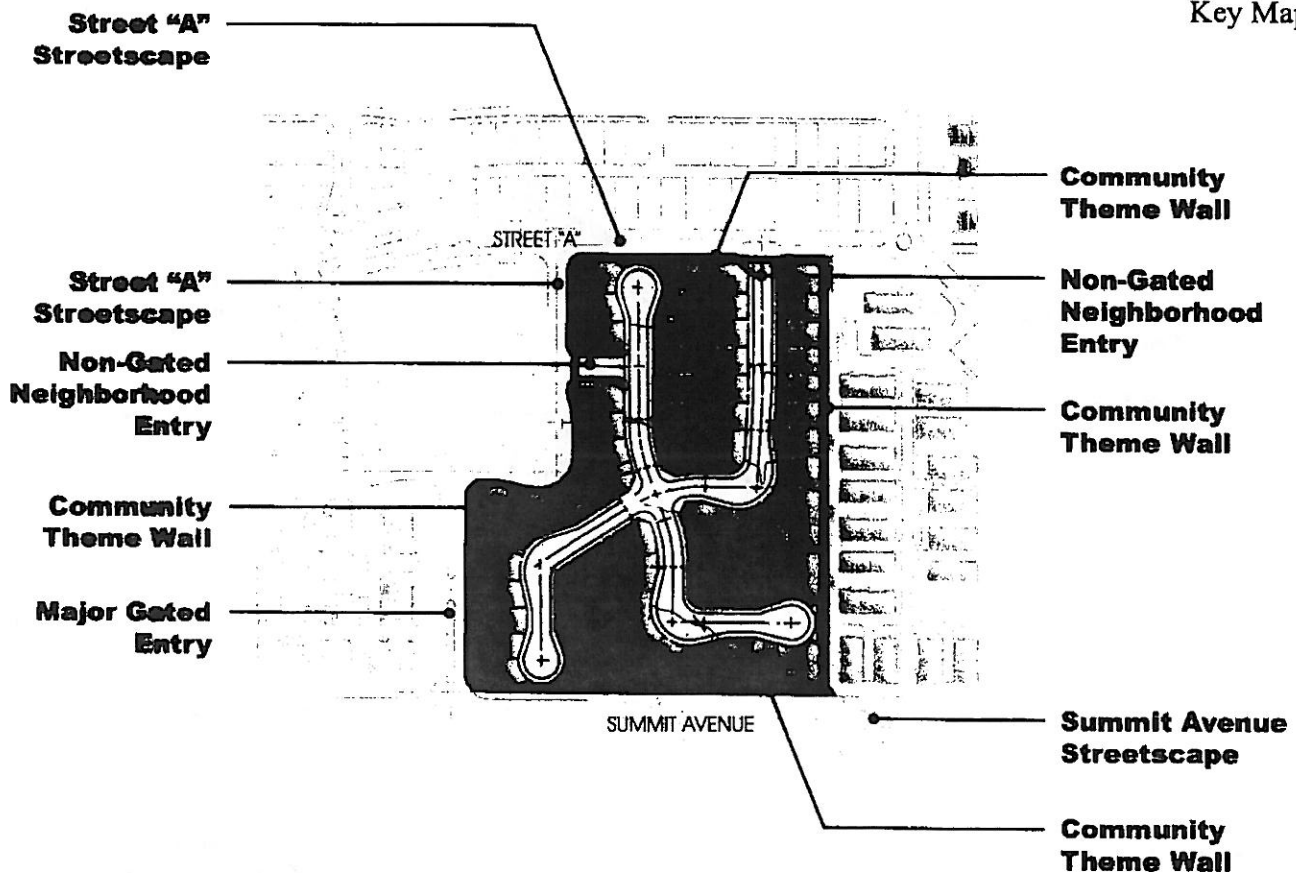 Key Map
Street "A"
Streetscape
Community
Theme Wall
STREET "A"
Street "A"
Streetscape
Non-Gated
Neighborhood
Entry
Non-Gated
Neighborhood
Entry
Community
Theme Wall
Community
Theme Wall
Major Gated
Entry
SUMMIT AVENUE
Summit Avenue
Streetscape
Community
Theme Wall